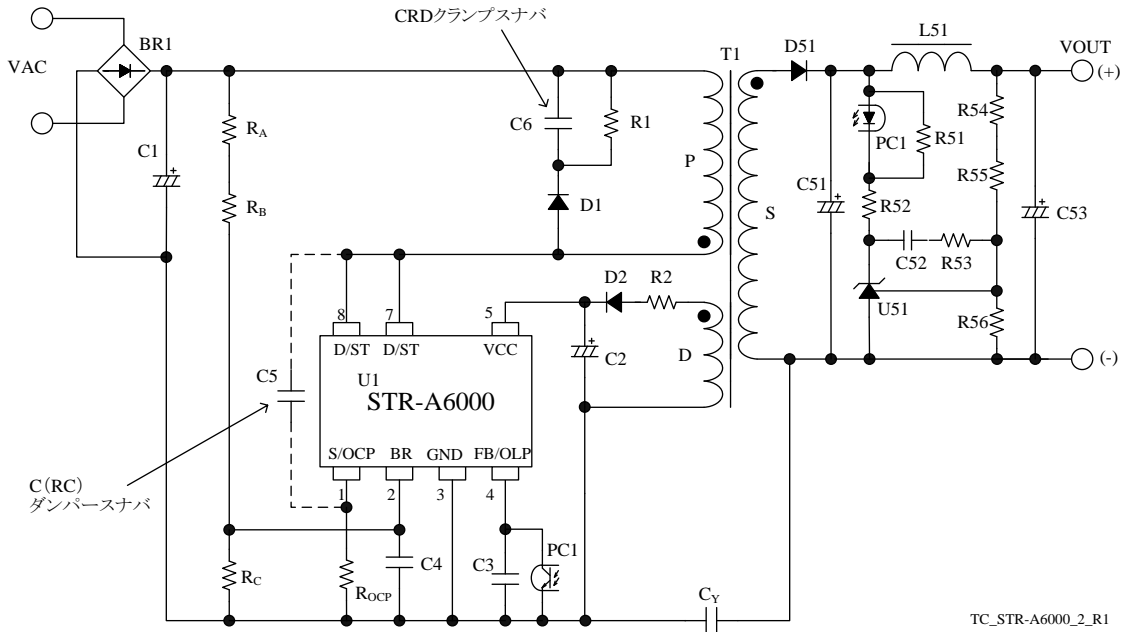 CRDクランプスナバ
VAC
BR1
C1
RA
RB
C6
R1
D1
P
T1
S
D51
L51
VOUT
(+)
PC1
R51
R54
R55
C51
R52
C53
C52
R53
U51
R56
(-)
D2
R2
C2
D
8
7
5
D/ST
D/ST
VCC
U1
STR-A6000
C5
S/OCP
BR
GND
FB/OLP
1
2
3
4
C(RC)
ダンパースナバ
RC
ROCP
C4
C3
PC1
CY
TC_STR-A6000_2_R1